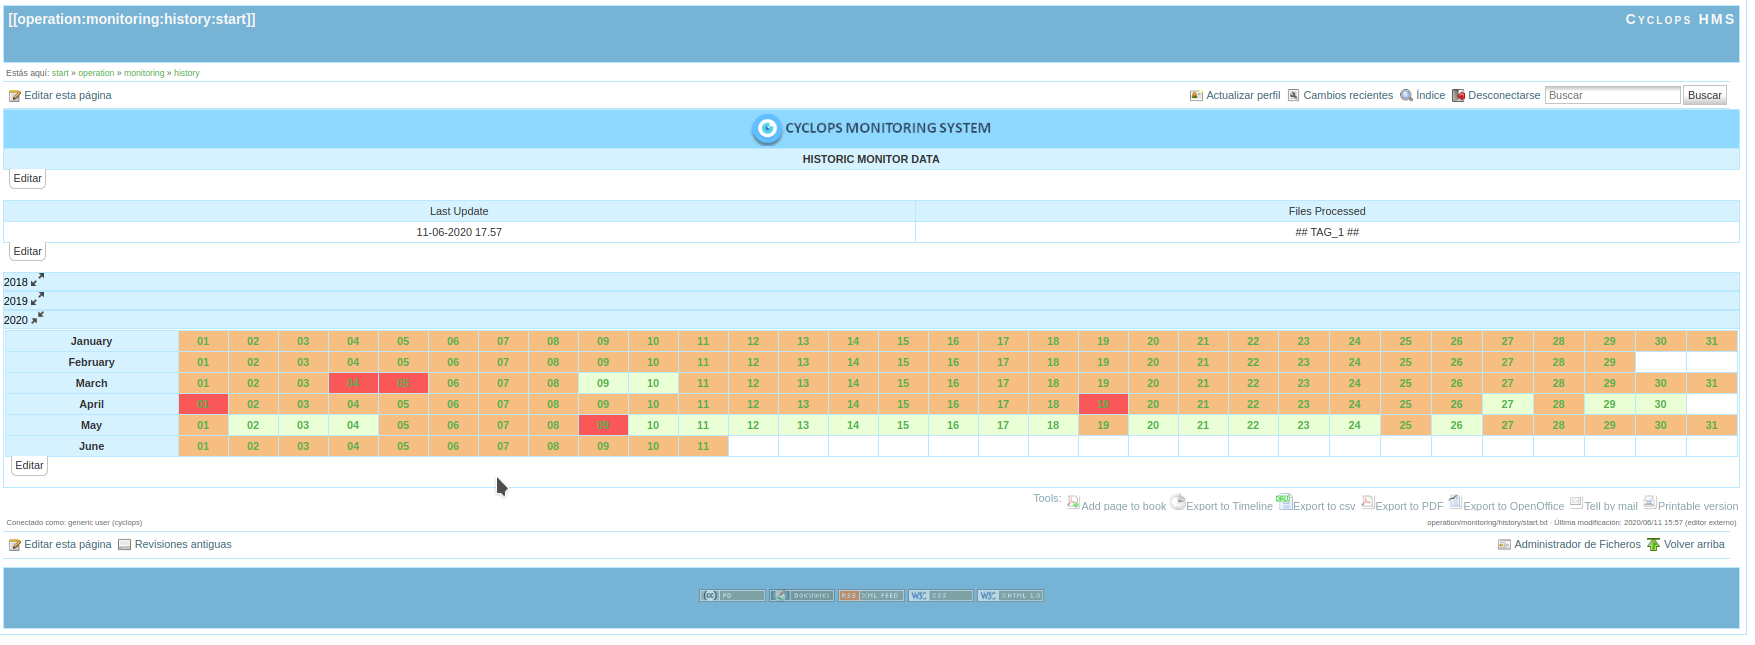 [[operation:monitoring:history:start]] CYCLOPS HMS
Estás aquí: start » operation » monitoring » history
Editar esta página Actualizar perfil Cambios recientes Índice Desconectarse Buscar Buscar
CYCLOPS MONITORING SYSTEM
HISTORIC MONITOR DATA
Editar
Last Update Files Processed
11-06-2020 17.57 ## TAG_1 ##
Editar
2018
2019
2020
January 01 02 03 04 05 06 07 08 09 10 11 12 13 14 15 16 17 18 19 20 21 22 23 24 25 26 27 28 29 30 31
February 01 02 03 04 05 06 07 08 09 10 11 12 13 14 15 16 17 18 19 20 21 22 23 24 25 26 27 28 29
March 01 02 03 04 05 06 07 08 09 10 11 12 13 14 15 16 17 18 19 20 21 22 23 24 25 26 27 28 29 30 31
April 01 02 03 04 05 06 07 08 09 10 11 12 13 14 15 16 17 18 19 20 21 22 23 24 25 26 27 28 29 30
May 01 02 03 04 05 06 07 08 09 10 11 12 13 14 15 16 17 18 19 20 21 22 23 24 25 26 27 28 29 30 31
June 01 02 03 04 05 06 07 08 09 10 11
Editar
Tools: Add page to book Export to Timeline Export to csv Export to PDF Export to OpenOffice Tell by mail Printable version
Conectado como: generic user (cyclops) operation/monitoring/history/start.txt · Última modificación: 2020/06/11 15:57 (editor externo)
Editar esta página Revisiones antiguas Administrador de Ficheros Volver arriba
CC PD DOKUWIKI RSS XML FEED W3C CSS W3C XHTML 1.0